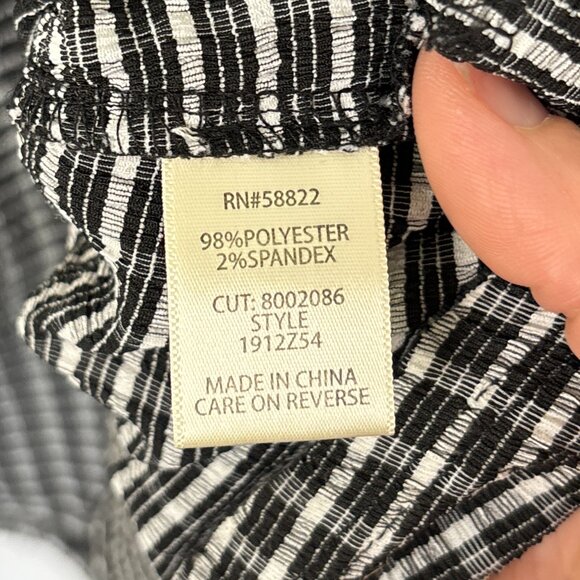 RN#58822
98%POLYESTER
2%SPANDEX
CUT: 8002086
STYLE
1912Z54
MADE IN CHINA
CARE ON REVERSE